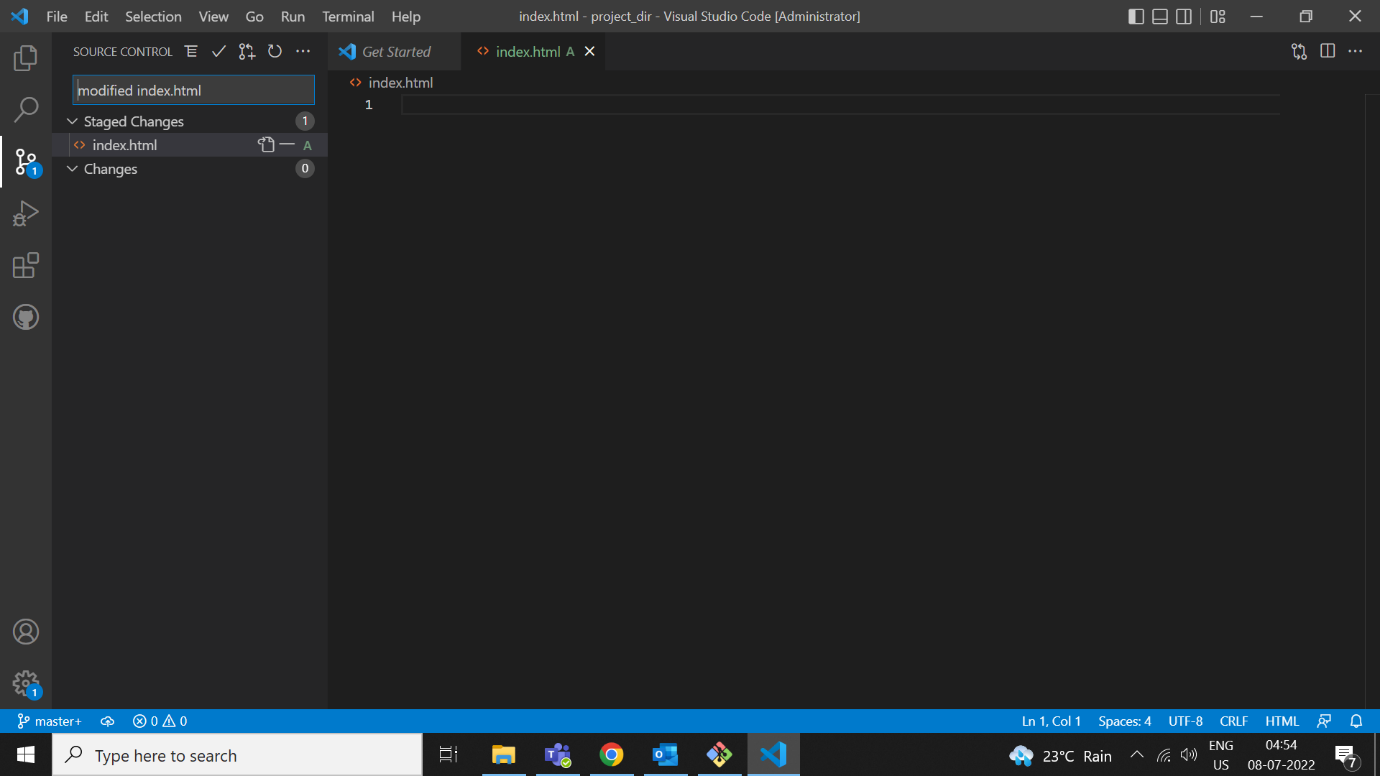 File Edit Selection View Go Run Terminal Help
index.html - project_dir - Visual Studio Code [Administrator]
SOURCE CONTROL
Get Started
index.html A
modified index.html
index.html
1
Staged Changes 1
index.html A
Changes 0
1
1
master+
0 0
Ln 1, Col 1
Spaces: 4
UTF-8
CRLF
HTML
Type here to search
23°C Rain
ENG
US
04:54
08-07-2022
7